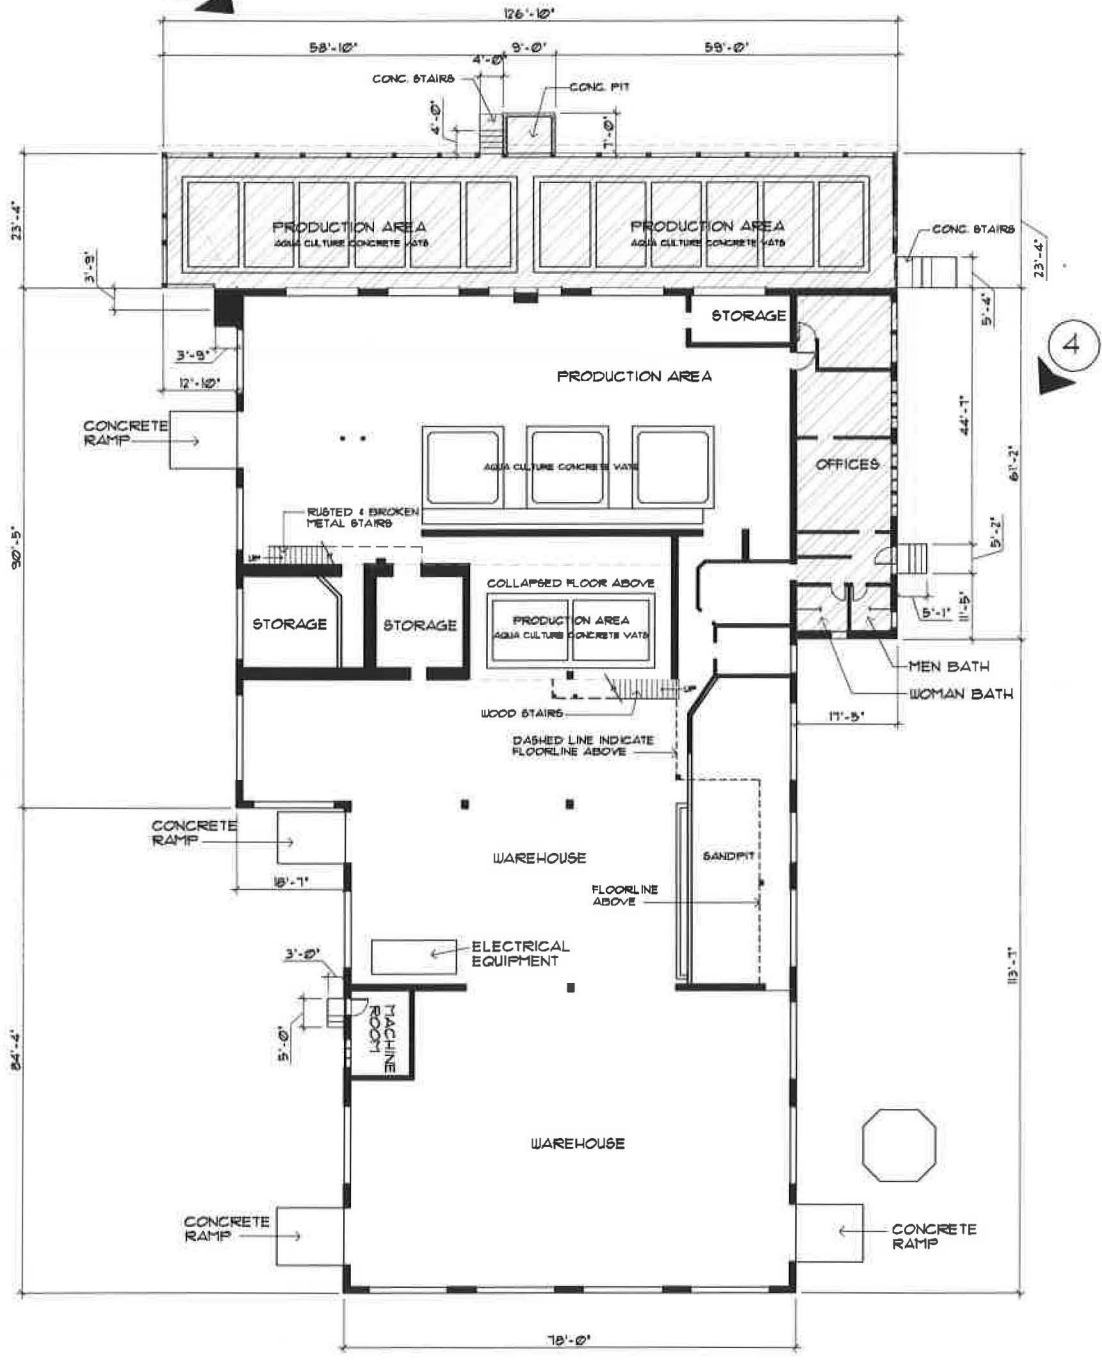 126'-10"
58'-10"
9'-0"
59'-0"
4'-0"
CONC. STAIRS
CONC. PIT
4'-0"
7'-0"
23'-4"
PRODUCTION AREA
AQUA CULTURE CONCRETE VATS
PRODUCTION AREA
AQUA CULTURE CONCRETE VATS
CONC. STAIRS
23'-4"
3'-9"
5'-4"
STORAGE
4
3'-9"
12'-10"
PRODUCTION AREA
CONCRETE
RAMP
44'-7"
61'-2"
AQUA CULTURE CONCRETE VATS
OFFICES
RUSTED & BROKEN
METAL STAIRS
UP
90'-5"
5'-2"
COLLAPSED FLOOR ABOVE
STORAGE
STORAGE
PRODUCTION AREA
AQUA CULTURE CONCRETE VATS
5'-1"
11'-5"
MEN BATH
WOMAN BATH
UP
WOOD STAIRS
17'-5"
DASHED LINE INDICATE
FLOORLINE ABOVE
CONCRETE
RAMP
WAREHOUSE
SANDPIT
18'-7"
FLOORLINE
ABOVE
ELECTRICAL
EQUIPMENT
3'-0"
113'-7"
5'-0"
MACHINE
ROOM
84'-4"
WAREHOUSE
CONCRETE
RAMP
CONCRETE
RAMP
78'-0"